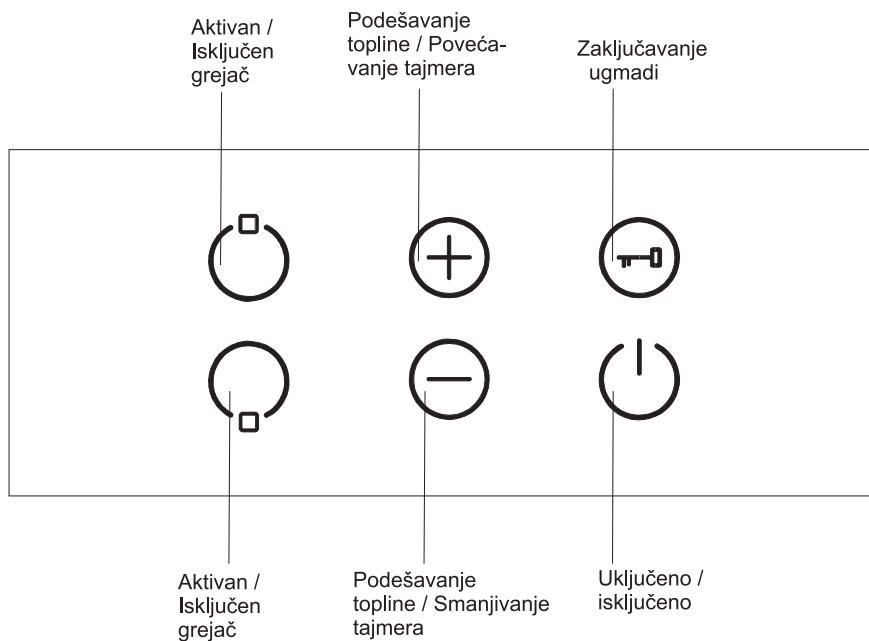 Aktivan /
Isključen
grejač
Podešavanje
topline / Poveća-
vanje tajmera
Zaključavanje
ugmadi
Aktivan /
Isključen
grejač
Podešavanje
topline / Smanjivanje
tajmera
Uključeno /
isključeno